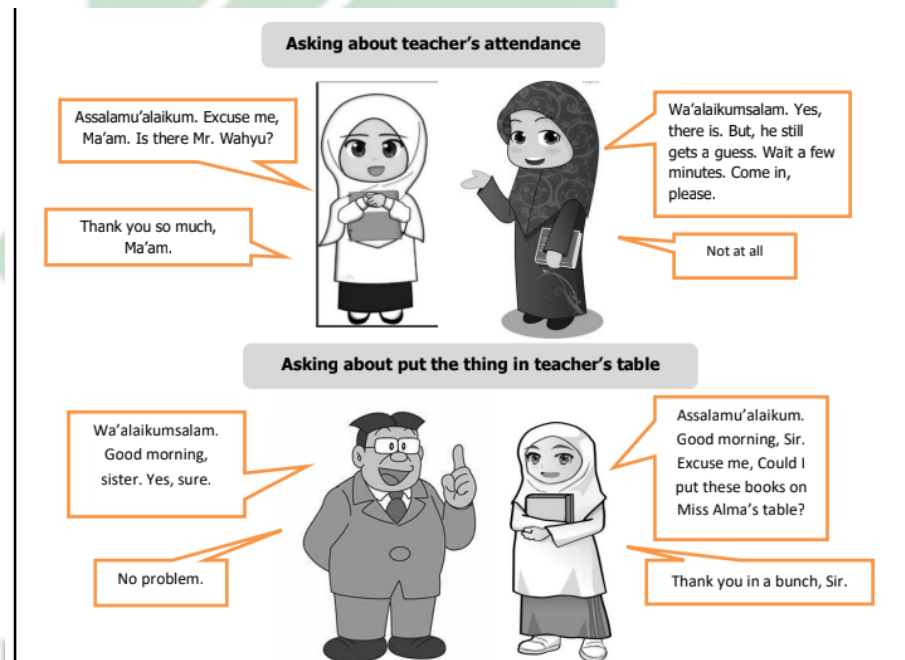 Asking about teacher's attendance
Assalamu'alaikum. Excuse me,
Ma'am. Is there Mr. Wahyu?
Wa'alaikumsalam. Yes,
there is. But, he still
gets a guess. Wait a few
minutes. Come in,
please.
Thank you so much,
Ma'am.
Not at all
Asking about put the thing in teacher's table
Assalamu'alaikum.
Good morning, Sir.
Excuse me, Could I
put these books on
Miss Alma's table?
Wa'alaikumsalam.
Good morning,
sister. Yes, sure.
Thank you in a bunch, Sir.
No problem.